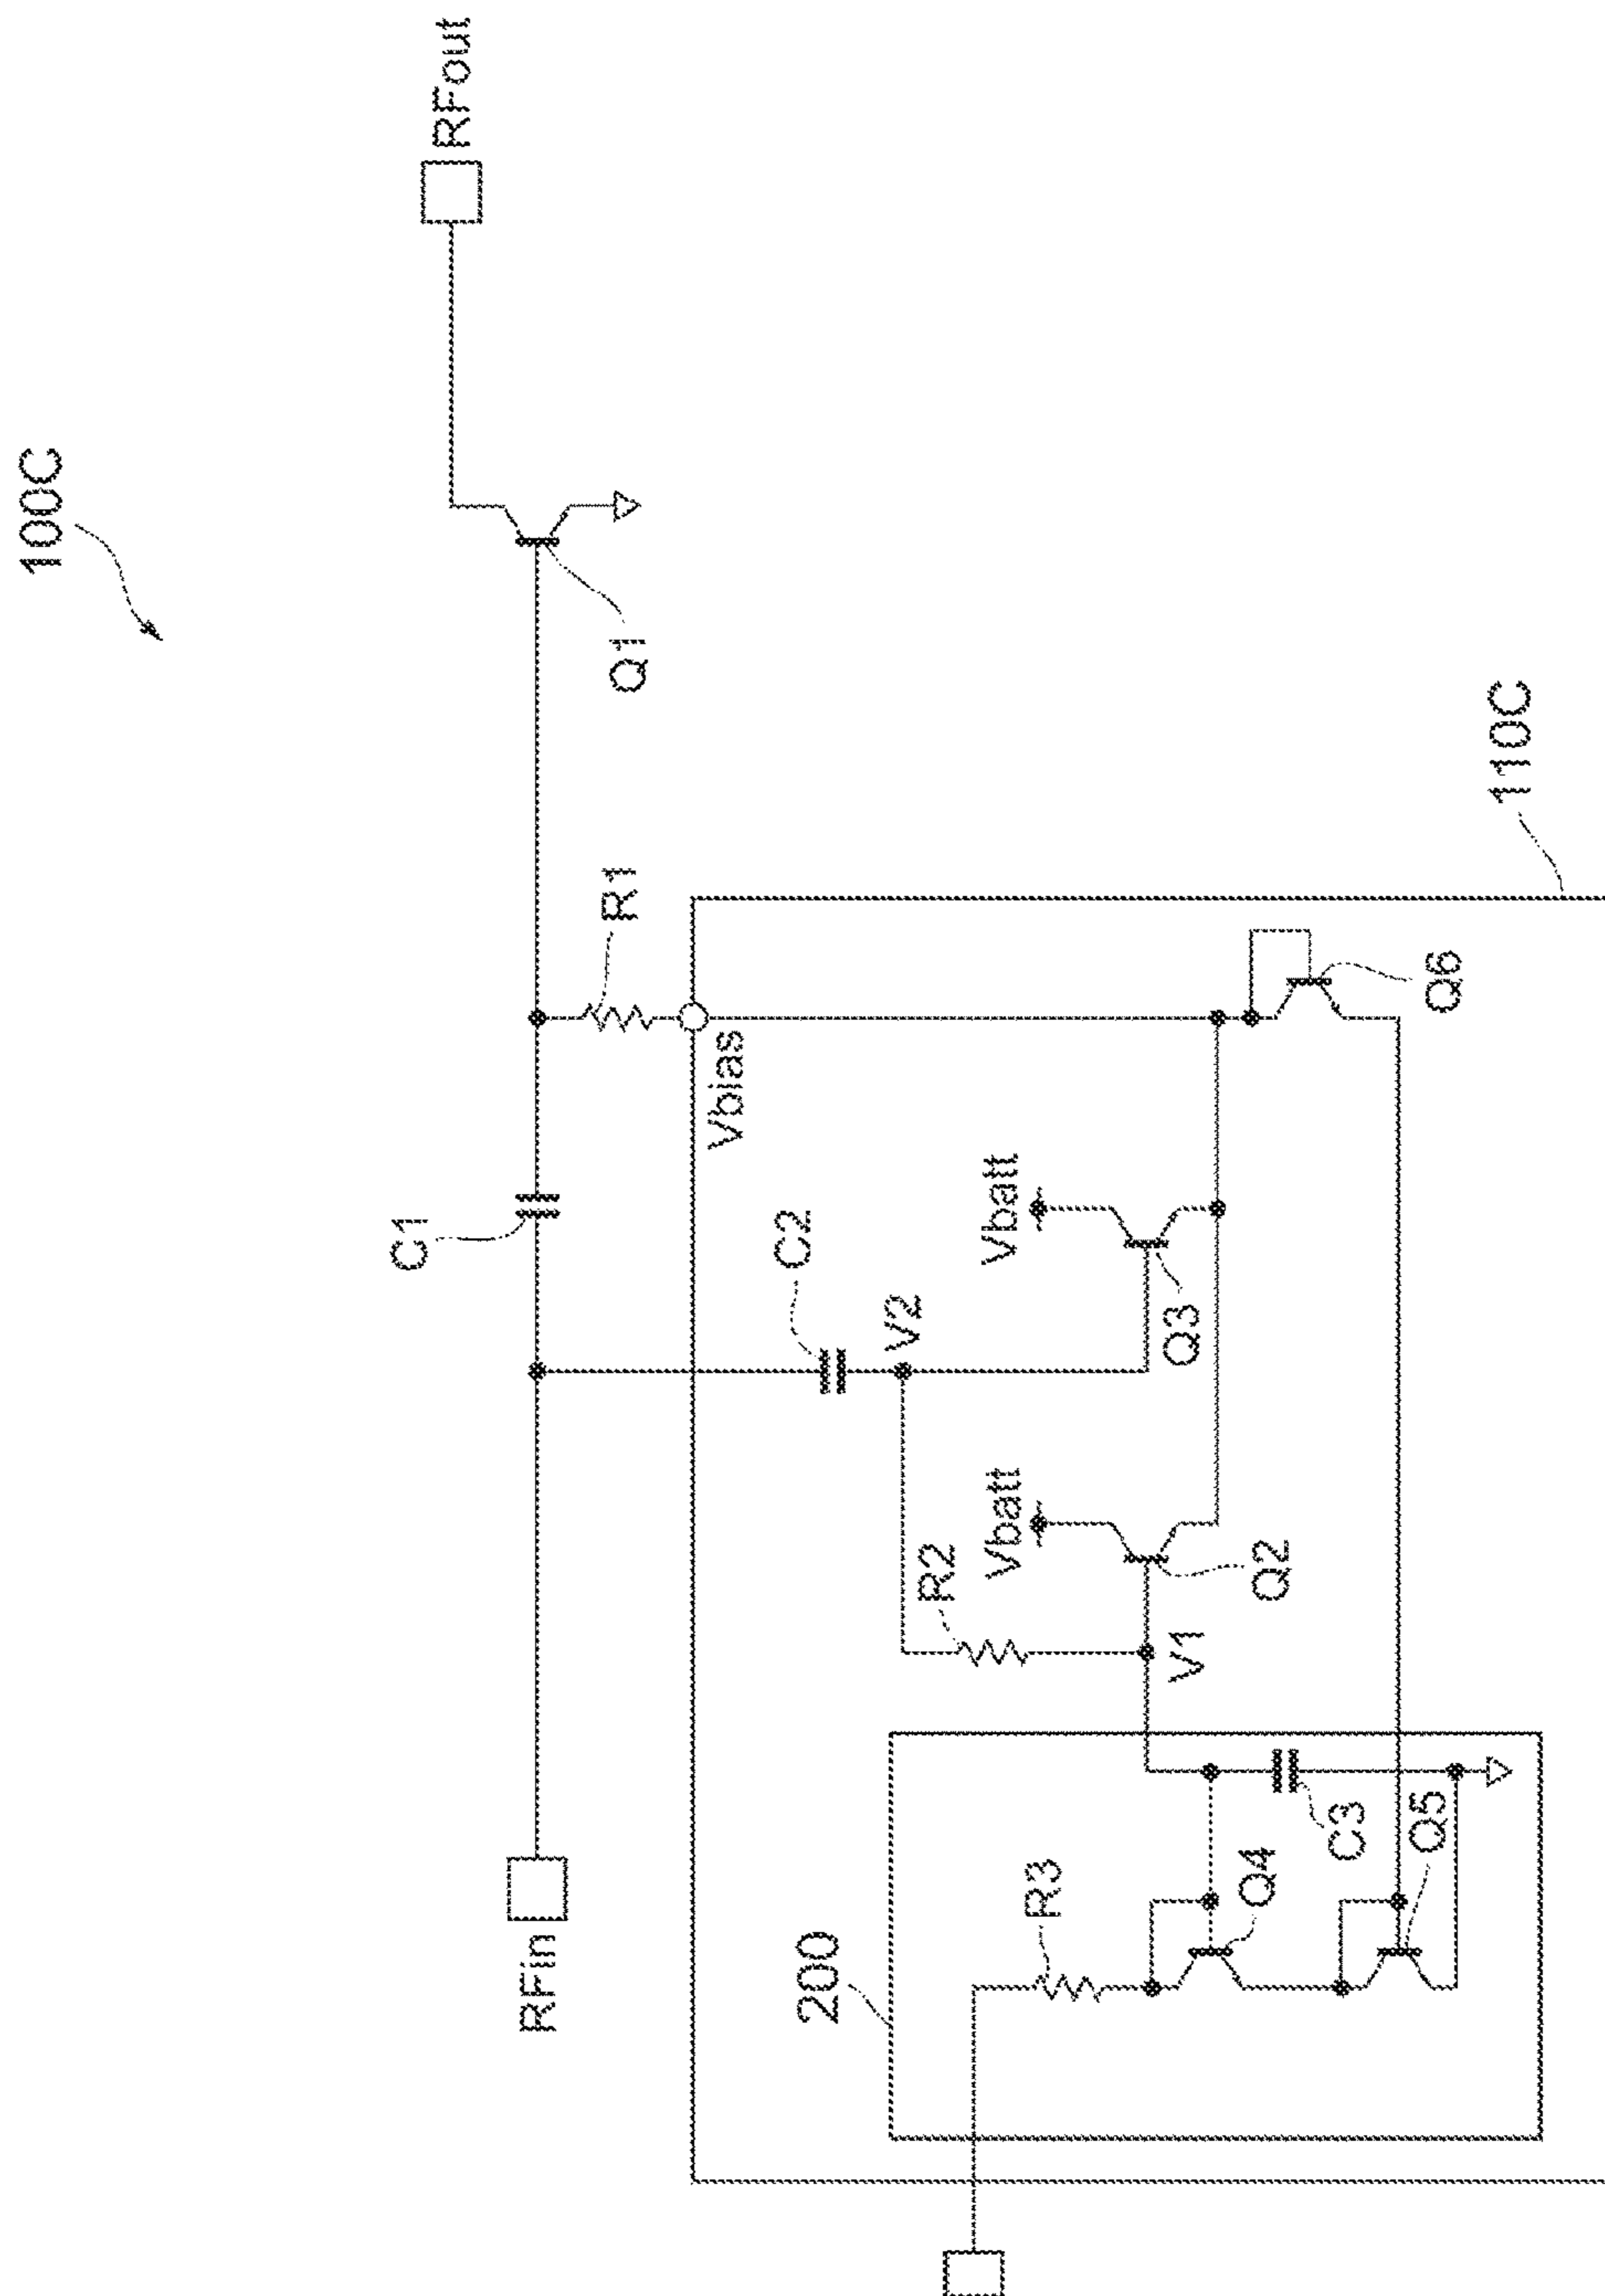 100C
RFin
C1
RFout
Q1
R1
Vbias
C2
V2
R2
Vbatt
Vbatt
Q3
Q2
V1
Q6
200
R3
Q4
C3
Q5
110C